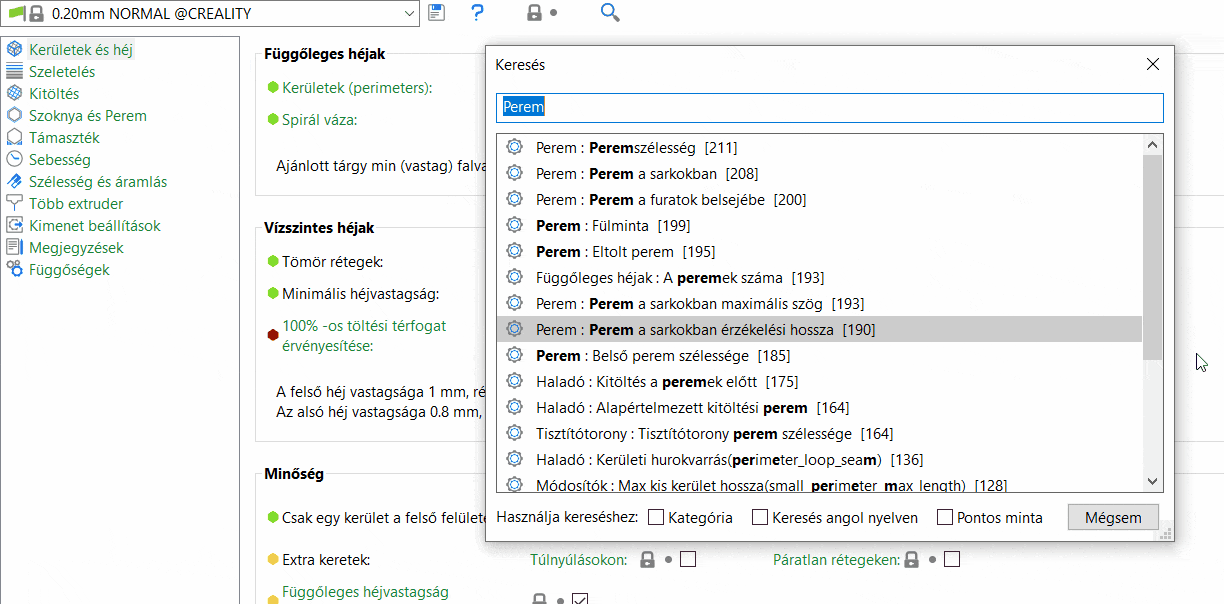 0.20mm NORMAL @CREALITY
?
Kerületek és héj
Szeletelés
Kitöltés
Szoknya és Perem
Támaszték
Sebesség
Szélesség és áramlás
Több extruder
Kimenet beállítások
Megjegyzések
Függőségek
Függőleges héjak
Kerületek (perimeters):
Spirál váza:
Ajánlott tárgy min (vastag) falva
Vízszintes héjak
Tömör rétegek:
Minimális héjvastagság:
100% -os töltési térfogat
érvényesítése:
A felső héj vastagsága 1 mm, ré
Az alsó héj vastagsága 0.8 mm,
Minőség
Csak egy kerület a felső felülete
Extra keretek:
Túlnyúlásokon:
Páratlan rétegeken:
Függőleges héjvastagság
Keresés
Perem
Perem : Peremszélesség [211]
Perem : Perem a sarkokban [208]
Perem : Perem a furatok belsejébe [200]
Perem : Fülminta [199]
Perem : Eltolt perem [195]
Függőleges héjak : A peremek száma [193]
Perem : Perem a sarkokban maximális szög [193]
Perem : Perem a sarkokban érzékelési hossza [190]
Perem : Belső perem szélessége [185]
Haladó : Kitöltés a peremek előtt [175]
Haladó : Alapértelmezett kitöltési perem [164]
Tisztítótorony : Tisztítótorony perem szélessége [164]
Haladó : Kerületi hurokvarrás(perimeter_loop_seam) [136]
Módosítók : Max kis kerület hossza(small_perimeter_max_length) [128]
Használja kereséshez:
Kategória
Keresés angol nyelven
Pontos minta
Mégsem